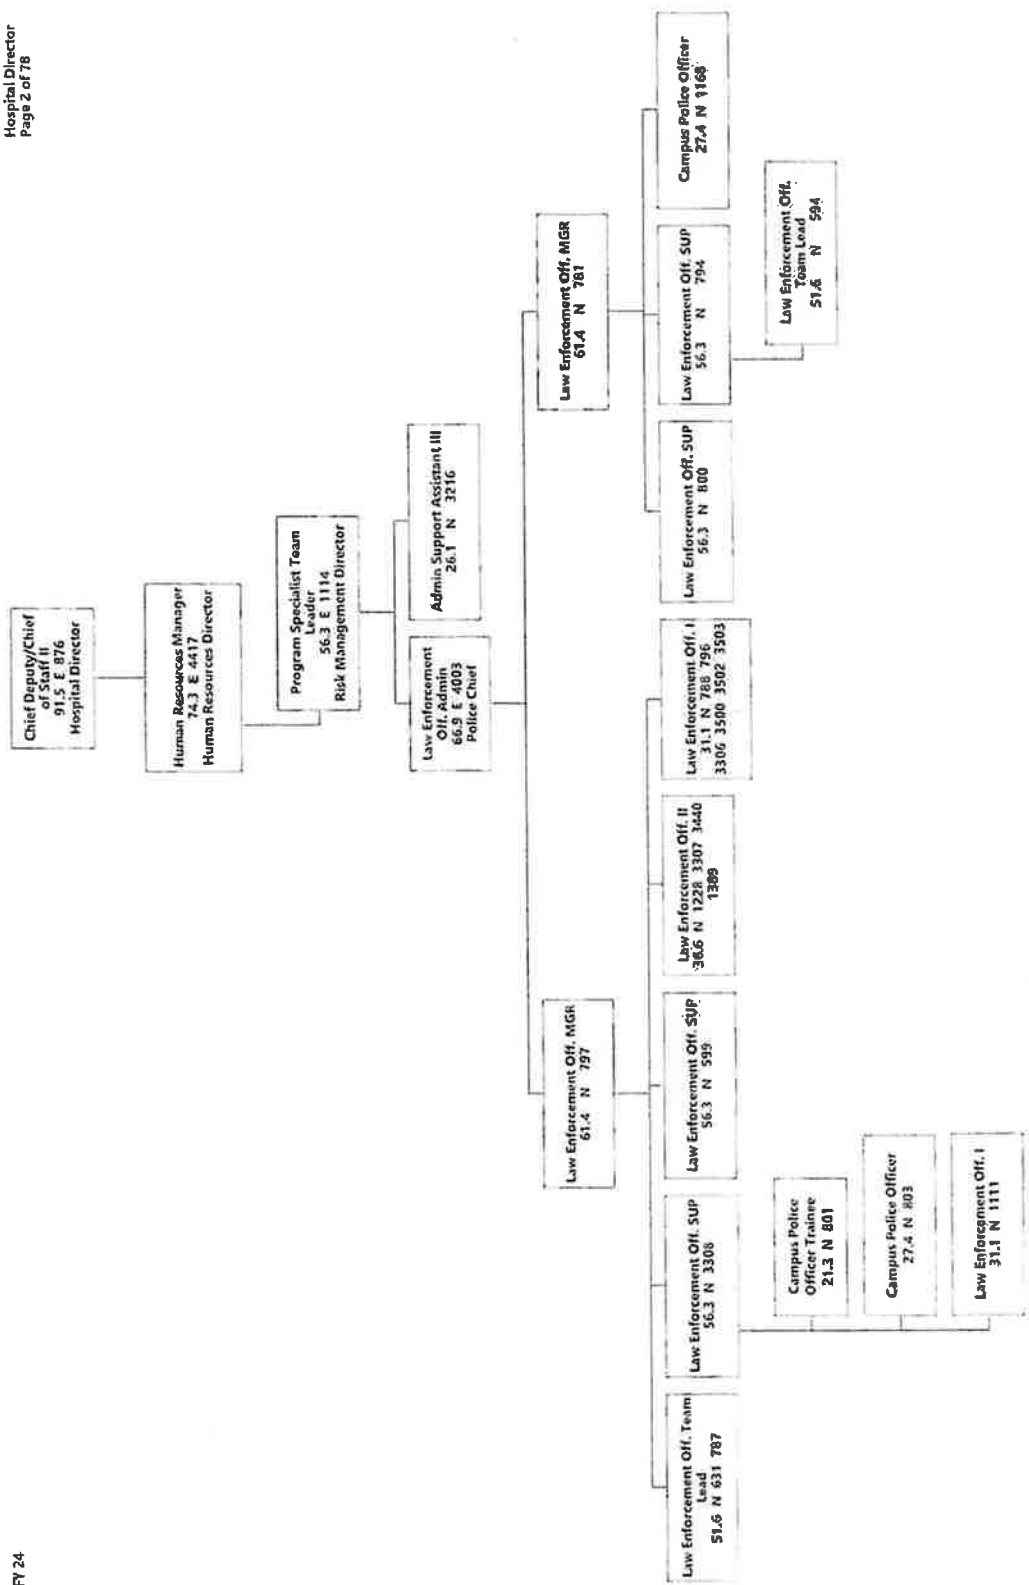 FY 24
Hospital Director
Page 2 of 78
Chief Deputy/Chief
of Staff II
91.5 E 876
Hospital Director
Human Resources Manager
74.3 E 4417
Human Resources Director
Program Specialist Team
Leader
56.3 E 1114
Risk Management Director
Law Enforcement
Off. Admin
66.9 E 4003
Police Chief
Admin Support Assistant III
26.1 N 3216
Law Enforcement Off. MGR
61.4 N 797
Law Enforcement Off. MGR
61.4 N 781
Law Enforcement Off. Team
Lead
51.6 N 631 787
Law Enforcement Off. SUP
56.3 N 3308
Law Enforcement Off. SUP
56.3 N 599
Law Enforcement Off. II
36.6 N 1228 3307 3440
1389
Law Enforcement Off. I
31.1 N 788 796
3306 3500 3502 3503
Law Enforcement Off. SUP
56.3 N 800
Law Enforcement Off. SUP
56.3 N 794
Campus Police Officer
27.4 N 1168
Campus Police
Officer Trainee
21.3 N 801
Campus Police Officer
27.4 N 803
Law Enforcement Off. I
31.1 N 1111
Law Enforcement Off.
Team Lead
51.6 N 594